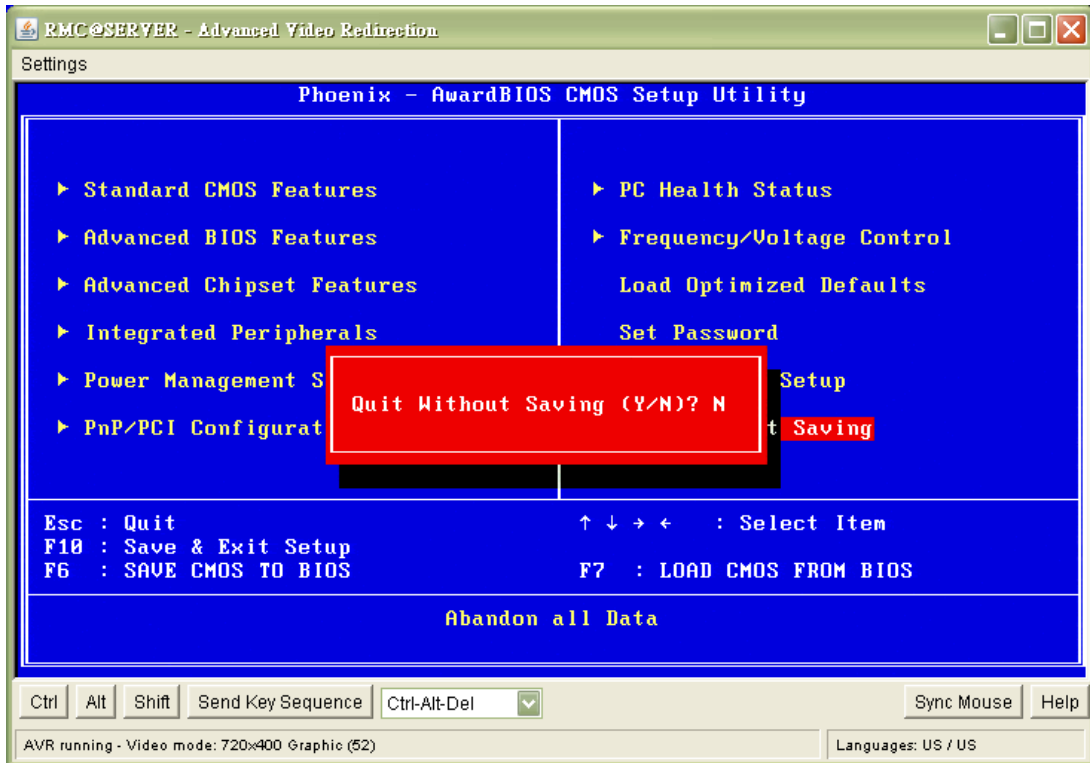 RMC@SERVER - Advanced Video Redirection
Settings
Phoenix - AwardBIOS CMOS Setup Utility
▶ Standard CMOS Features
▶ Advanced BIOS Features
▶ Advanced Chipset Features
▶ Integrated Peripherals
▶ Power Management S
▶ PnP/PCI Configurat
▶ PC Health Status
▶ Frequency/Voltage Control
Load Optimized Defaults
Set Password
Setup
t Saving
Quit Without Saving (Y/N)? N
Esc : Quit
F10 : Save & Exit Setup
F6 : SAVE CMOS TO BIOS
↑ ↓ → ← : Select Item
F7 : LOAD CMOS FROM BIOS
Abandon all Data
Ctrl Alt Shift Send Key Sequence Ctrl-Alt-Del Sync Mouse Help
AVR running - Video mode: 720x400 Graphic (52) Languages: US / US